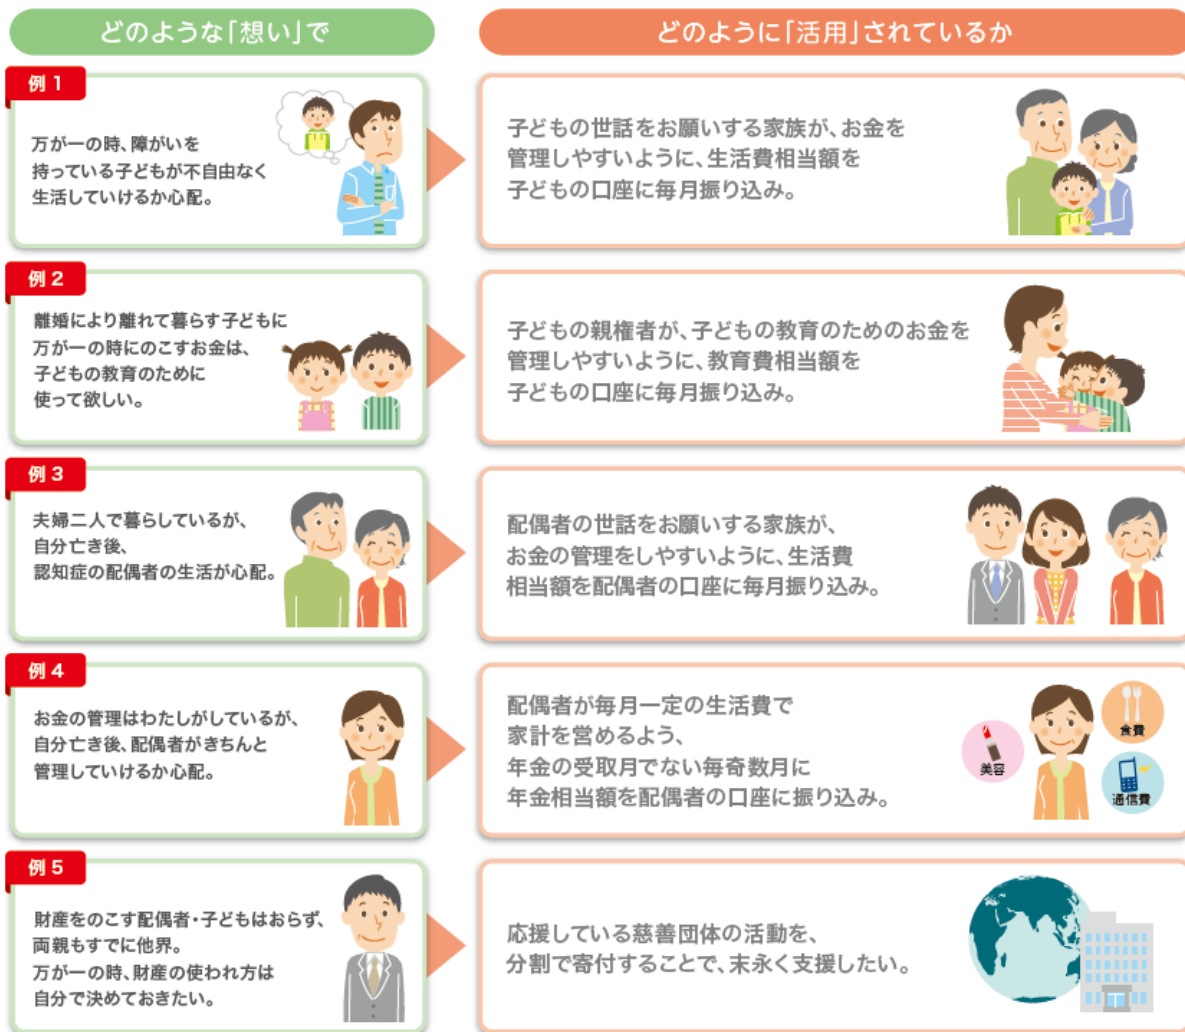 どのような「想い」で
どのように「活用」されているか
例1
万が一の時、障がいを
持っている子どもが不自由なく
生活していけるか心配。
子どもの世話をお願いする家族が、お金を
管理しやすいように、生活費相当額を
子どもの口座に毎月振り込み。
例2
離婚により離れて暮らす子どもに
万が一の時にのこすお金は、
子どもの教育のために
使って欲しい。
子どもの親権者が、子どもの教育のためのお金を
管理しやすいように、教育費相当額を
子どもの口座に毎月振り込み。
例3
夫婦二人で暮らしているが、
自分亡き後、
認知症の配偶者の生活が心配。
配偶者の世話をお願いする家族が、
お金の管理をしやすいように、生活費
相当額を配偶者の口座に毎月振り込み。
例4
お金の管理はわたしがしているが、
自分亡き後、配偶者がきちんと
管理していけるか心配。
配偶者が毎月一定の生活費で
家計を営めるよう、
年金の受取月でない毎奇数月に
年金相当額を配偶者の口座に振り込み。
美容
食費
通信費
例5
財産をのこす配偶者・子どもはおらず、
両親もすでに他界。
万が一の時、財産の使われ方は
自分で決めておきたい。
応援している慈善団体の活動を、
分割で寄付することで、末永く支援したい。